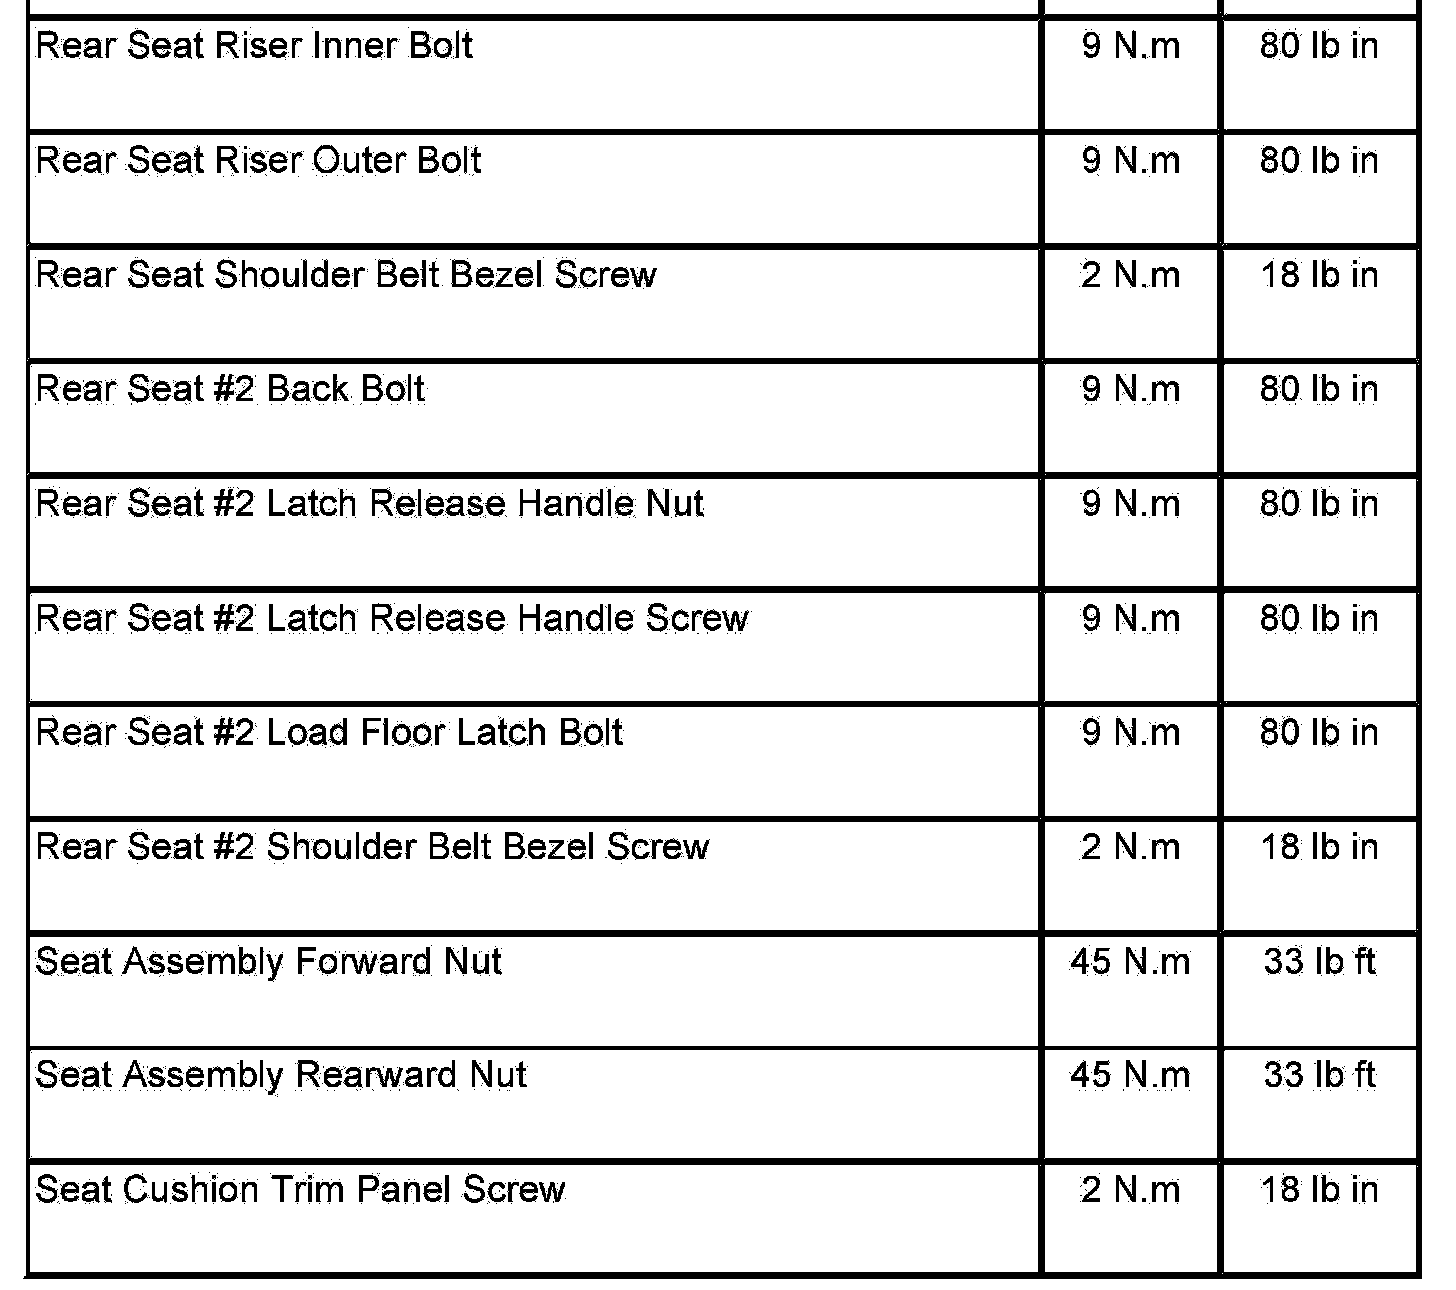 Rear Seat Riser Inner Bolt 9 N.m 80 lb in
Rear Seat Riser Outer Bolt 9 N.m 80 lb in
Rear Seat Shoulder Belt Bezel Screw 2 N.m 18 lb in
Rear Seat #2 Back Bolt 9 N.m 80 lb in
Rear Seat #2 Latch Release Handle Nut 9 N.m 80 lb in
Rear Seat #2 Latch Release Handle Screw 9 N.m 80 lb in
Rear Seat #2 Load Floor Latch Bolt 9 N.m 80 lb in
Rear Seat #2 Shoulder Belt Bezel Screw 2 N.m 18 lb in
Seat Assembly Forward Nut 45 N.m 33 lb ft
Seat Assembly Rearward Nut 45 N.m 33 lb ft
Seat Cushion Trim Panel Screw 2 N.m 18 lb in